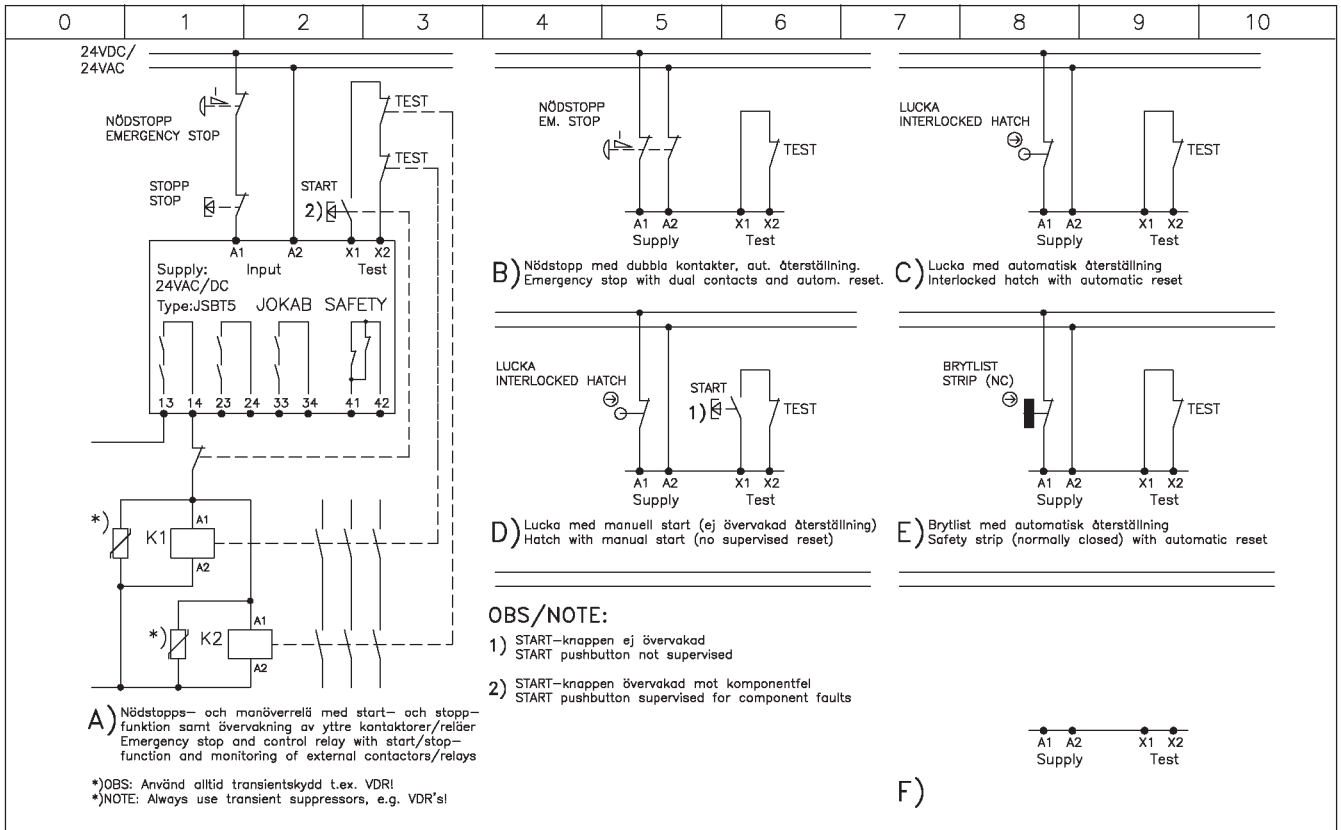 0 1 2 3 4 5 6 7 8 9 10
24VDC/
24VAC
NÖDSTOPP
EMERGENCY STOP
TEST
TEST
STOPP
STOP
START
2)
A1 A2 X1 X2
Supply: Input Test
24VAC/DC
Type:JSBT5 JOKAB SAFETY
13 14 23 24 33 34 41 42
*)
K1
A1
A2
*)
K2
A1
A2
A) Nödstopps- och manöverrelä med start- och stopp-
funktion samt övervakning av yttre kontaktorer/reläer
Emergency stop and control relay with start/stop-
function and monitoring of external contactors/relays
*)OBS: Använd alltid transientskydd t.ex. VDR!
*)NOTE: Always use transient suppressors, e.g. VDR's!
NÖDSTOPP
EM. STOP
TEST
A1 A2 X1 X2
Supply Test
B) Nödstopp med dubbla kontakter, aut. återställning.
Emergency stop with dual contacts and autom. reset.
LUCKA
INTERLOCKED HATCH
TEST
A1 A2 X1 X2
Supply Test
C) Lucka med automatisk återställning
Interlocked hatch with automatic reset
LUCKA
INTERLOCKED HATCH
START
1)
TEST
A1 A2 X1 X2
Supply Test
D) Lucka med manuell start (ej övervakad återställning)
Hatch with manual start (no supervised reset)
BRYTLIST
STRIP (NC)
TEST
A1 A2 X1 X2
Supply Test
E) Brytlist med automatisk återställning
Safety strip (normally closed) with automatic reset
OBS/NOTE:
1) START-knappen ej övervakad
START pushbutton not supervised
2) START-knappen övervakad mot komponentfel
START pushbutton supervised for component faults
A1 A2 X1 X2
Supply Test
F)